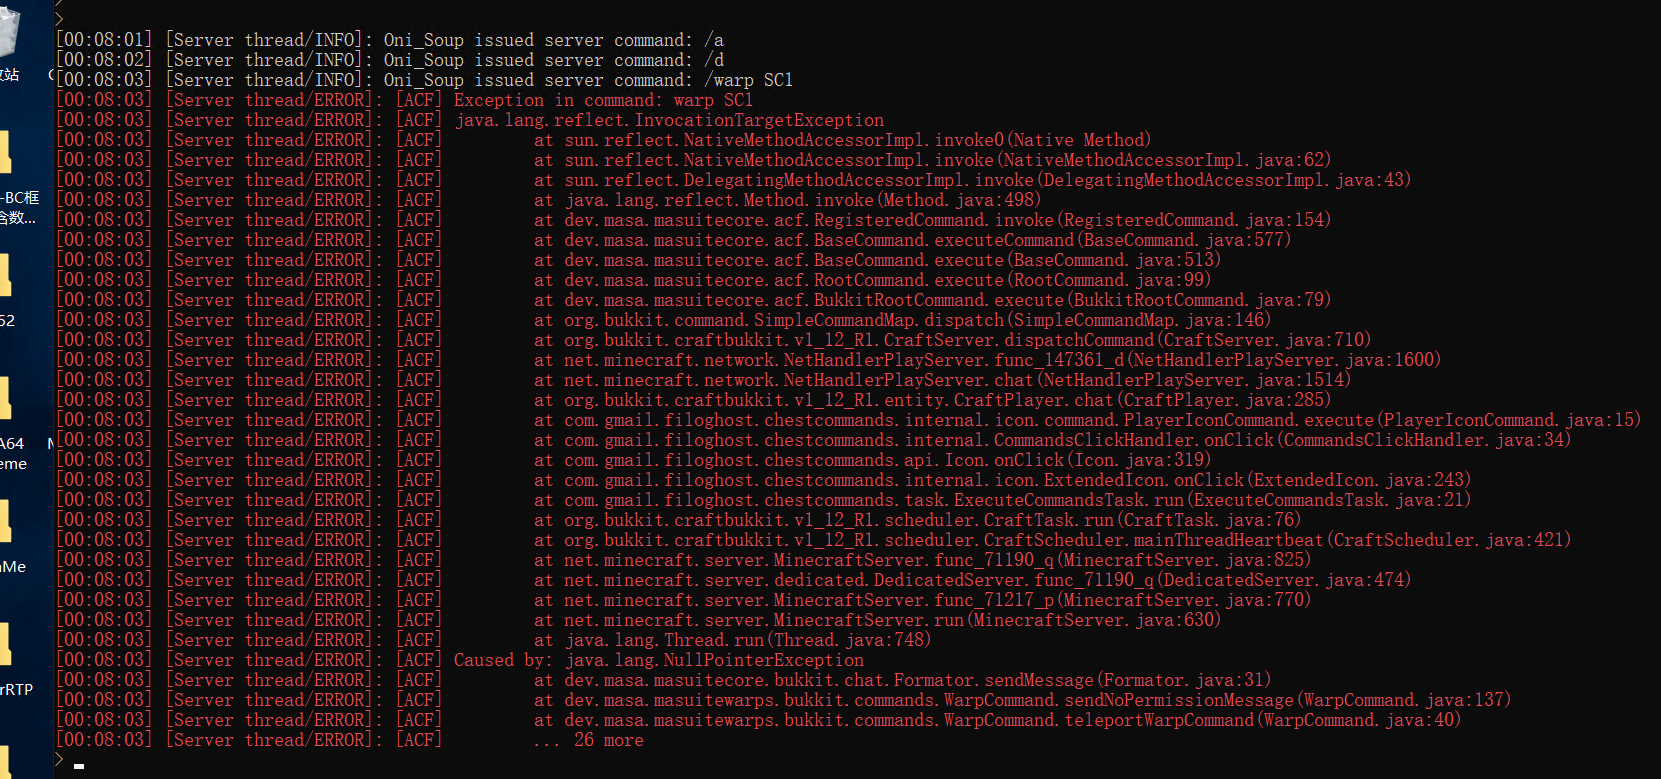 >
[00:08:01] [Server thread/INFO]: Oni_Soup issued server command: /a
[00:08:02] [Server thread/INFO]: Oni_Soup issued server command: /d
[00:08:03] [Server thread/INFO]: Oni_Soup issued server command: /warp SC1
[00:08:03] [Server thread/ERROR]: [ACF] Exception in command: warp SC1
[00:08:03] [Server thread/ERROR]: [ACF] java.lang.reflect.InvocationTargetException
[00:08:03] [Server thread/ERROR]: [ACF] at sun.reflect.NativeMethodAccessorImpl.invoke0(Native Method)
[00:08:03] [Server thread/ERROR]: [ACF] at sun.reflect.NativeMethodAccessorImpl.invoke(NativeMethodAccessorImpl.java:62)
[00:08:03] [Server thread/ERROR]: [ACF] at sun.reflect.DelegatingMethodAccessorImpl.invoke(DelegatingMethodAccessorImpl.java:43)
[00:08:03] [Server thread/ERROR]: [ACF] at java.lang.reflect.Method.invoke(Method.java:498)
[00:08:03] [Server thread/ERROR]: [ACF] at dev.masa.masuitecore.acf.RegisteredCommand.invoke(RegisteredCommand.java:154)
[00:08:03] [Server thread/ERROR]: [ACF] at dev.masa.masuitecore.acf.BaseCommand.executeCommand(BaseCommand.java:577)
[00:08:03] [Server thread/ERROR]: [ACF] at dev.masa.masuitecore.acf.BaseCommand.execute(BaseCommand.java:513)
[00:08:03] [Server thread/ERROR]: [ACF] at dev.masa.masuitecore.acf.RootCommand.execute(RootCommand.java:99)
[00:08:03] [Server thread/ERROR]: [ACF] at dev.masa.masuitecore.acf.BukkitRootCommand.execute(BukkitRootCommand.java:79)
[00:08:03] [Server thread/ERROR]: [ACF] at org.bukkit.command.SimpleCommandMap.dispatch(SimpleCommandMap.java:146)
[00:08:03] [Server thread/ERROR]: [ACF] at org.bukkit.craftbukkit.v1_12_R1.CraftServer.dispatchCommand(CraftServer.java:710)
[00:08:03] [Server thread/ERROR]: [ACF] at net.minecraft.network.NetHandlerPlayServer.func_147361_d(NetHandlerPlayServer.java:1600)
[00:08:03] [Server thread/ERROR]: [ACF] at net.minecraft.network.NetHandlerPlayServer.chat(NetHandlerPlayServer.java:1514)
[00:08:03] [Server thread/ERROR]: [ACF] at org.bukkit.craftbukkit.v1_12_R1.entity.CraftPlayer.chat(CraftPlayer.java:285)
[00:08:03] [Server thread/ERROR]: [ACF] at com.gmail.filoghost.chestcommands.internal.icon.command.PlayerIconCommand.execute(PlayerIconCommand.java:15)
[00:08:03] [Server thread/ERROR]: [ACF] at com.gmail.filoghost.chestcommands.internal.CommandsClickHandler.onClick(CommandsClickHandler.java:34)
[00:08:03] [Server thread/ERROR]: [ACF] at com.gmail.filoghost.chestcommands.api.Icon.onClick(Icon.java:319)
[00:08:03] [Server thread/ERROR]: [ACF] at com.gmail.filoghost.chestcommands.internal.icon.ExtendedIcon.onClick(ExtendedIcon.java:243)
[00:08:03] [Server thread/ERROR]: [ACF] at com.gmail.filoghost.chestcommands.task.ExecuteCommandsTask.run(ExecuteCommandsTask.java:21)
[00:08:03] [Server thread/ERROR]: [ACF] at org.bukkit.craftbukkit.v1_12_R1.scheduler.CraftTask.run(CraftTask.java:76)
[00:08:03] [Server thread/ERROR]: [ACF] at org.bukkit.craftbukkit.v1_12_R1.scheduler.CraftScheduler.mainThreadHeartbeat(CraftScheduler.java:421)
[00:08:03] [Server thread/ERROR]: [ACF] at net.minecraft.server.MinecraftServer.func_71190_q(MinecraftServer.java:825)
[00:08:03] [Server thread/ERROR]: [ACF] at net.minecraft.server.dedicated.DedicatedServer.func_71190_q(DedicatedServer.java:474)
[00:08:03] [Server thread/ERROR]: [ACF] at net.minecraft.server.MinecraftServer.func_71217_p(MinecraftServer.java:770)
[00:08:03] [Server thread/ERROR]: [ACF] at net.minecraft.server.MinecraftServer.run(MinecraftServer.java:630)
[00:08:03] [Server thread/ERROR]: [ACF] at java.lang.Thread.run(Thread.java:748)
[00:08:03] [Server thread/ERROR]: [ACF] Caused by: java.lang.NullPointerException
[00:08:03] [Server thread/ERROR]: [ACF] at dev.masa.masuitecore.bukkit.chat.Formator.sendMessage(Formator.java:31)
[00:08:03] [Server thread/ERROR]: [ACF] at dev.masa.masuitewarps.bukkit.commands.WarpCommand.sendNoPermissionMessage(WarpCommand.java:137)
[00:08:03] [Server thread/ERROR]: [ACF] at dev.masa.masuitewarps.bukkit.commands.WarpCommand.teleportWarpCommand(WarpCommand.java:40)
[00:08:03] [Server thread/ERROR]: [ACF] ... 26 more
>
站
-BC框
含数...
52
A64
eme
Me
rRTP